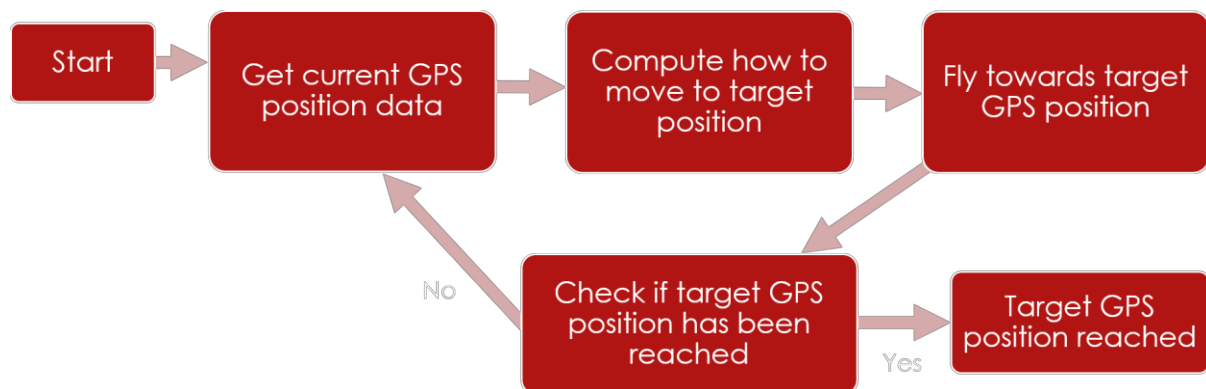 Start
Get current GPS
position data
Compute how to
move to target
position
Fly towards target
GPS position
No
Check if target GPS
position has been
reached
Yes
Target GPS
position reached